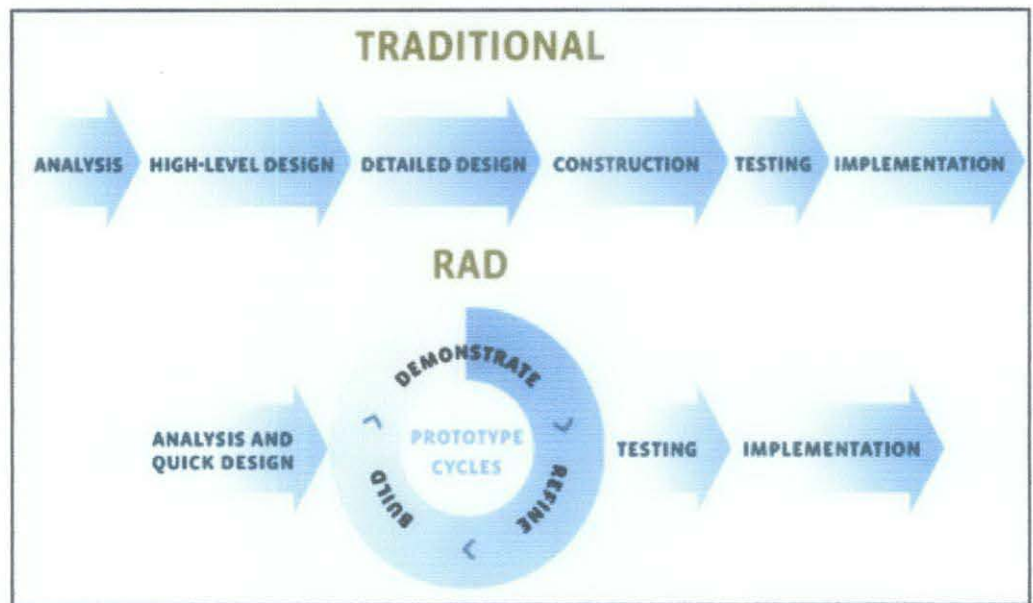 TRADITIONAL
ANALYSIS
HIGH-LEVEL DESIGN
DETAILED DESIGN
CONSTRUCTION
TESTING
IMPLEMENTATION
RAD
ANALYSIS AND
QUICK DESIGN
DEMONSTRATE
REFINE
BUILD
PROTOTYPE
CYCLES
TESTING
IMPLEMENTATION